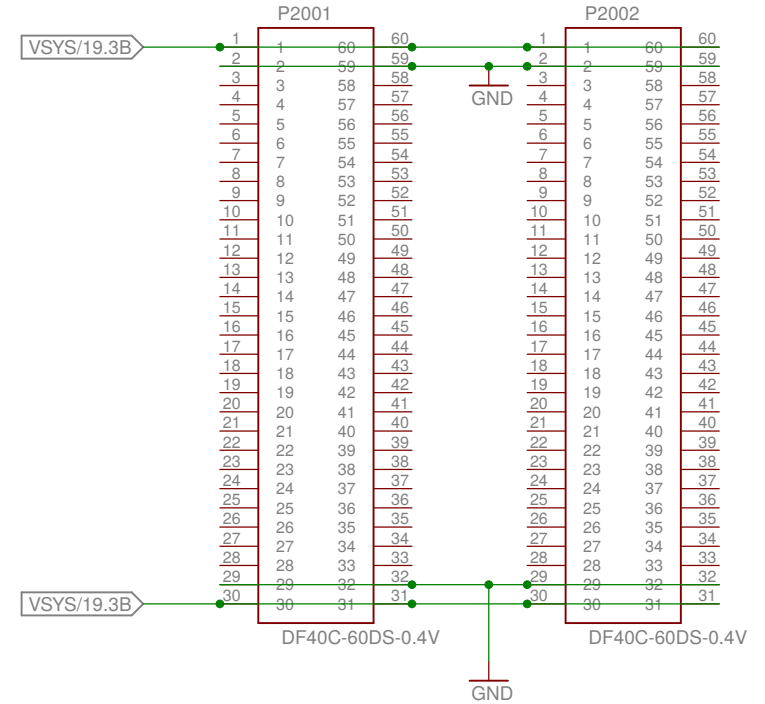 P2001 P2002
VSYS/19.3B 1 1 60 60 1 1 60 60
2 2 59 59 2 2 59 59
3 3 58 58 GND 3 3 58 58
4 4 57 57 4 4 57 57
5 5 56 56 5 5 56 56
6 6 55 55 6 6 55 55
7 7 54 54 7 7 54 54
8 8 53 53 8 8 53 53
9 9 52 52 9 9 52 52
10 10 51 51 10 10 51 51
11 11 50 50 11 11 50 50
12 12 49 49 12 12 49 49
13 13 48 48 13 13 48 48
14 14 47 47 14 14 47 47
15 15 46 46 15 15 46 46
16 16 45 45 16 16 45 45
17 17 44 44 17 17 44 44
18 18 43 43 18 18 43 43
19 19 42 42 19 19 42 42
20 20 41 41 20 20 41 41
21 21 40 40 21 21 40 40
22 22 39 39 22 22 39 39
23 23 38 38 23 23 38 38
24 24 37 37 24 24 37 37
25 25 36 36 25 25 36 36
26 26 35 35 26 26 35 35
27 27 34 34 27 27 34 34
28 28 33 33 28 28 33 33
29 29 32 32 29 29 32 32
VSYS/19.3B 30 30 31 31 30 30 31 31
DF40C-60DS-0.4V DF40C-60DS-0.4V
GND